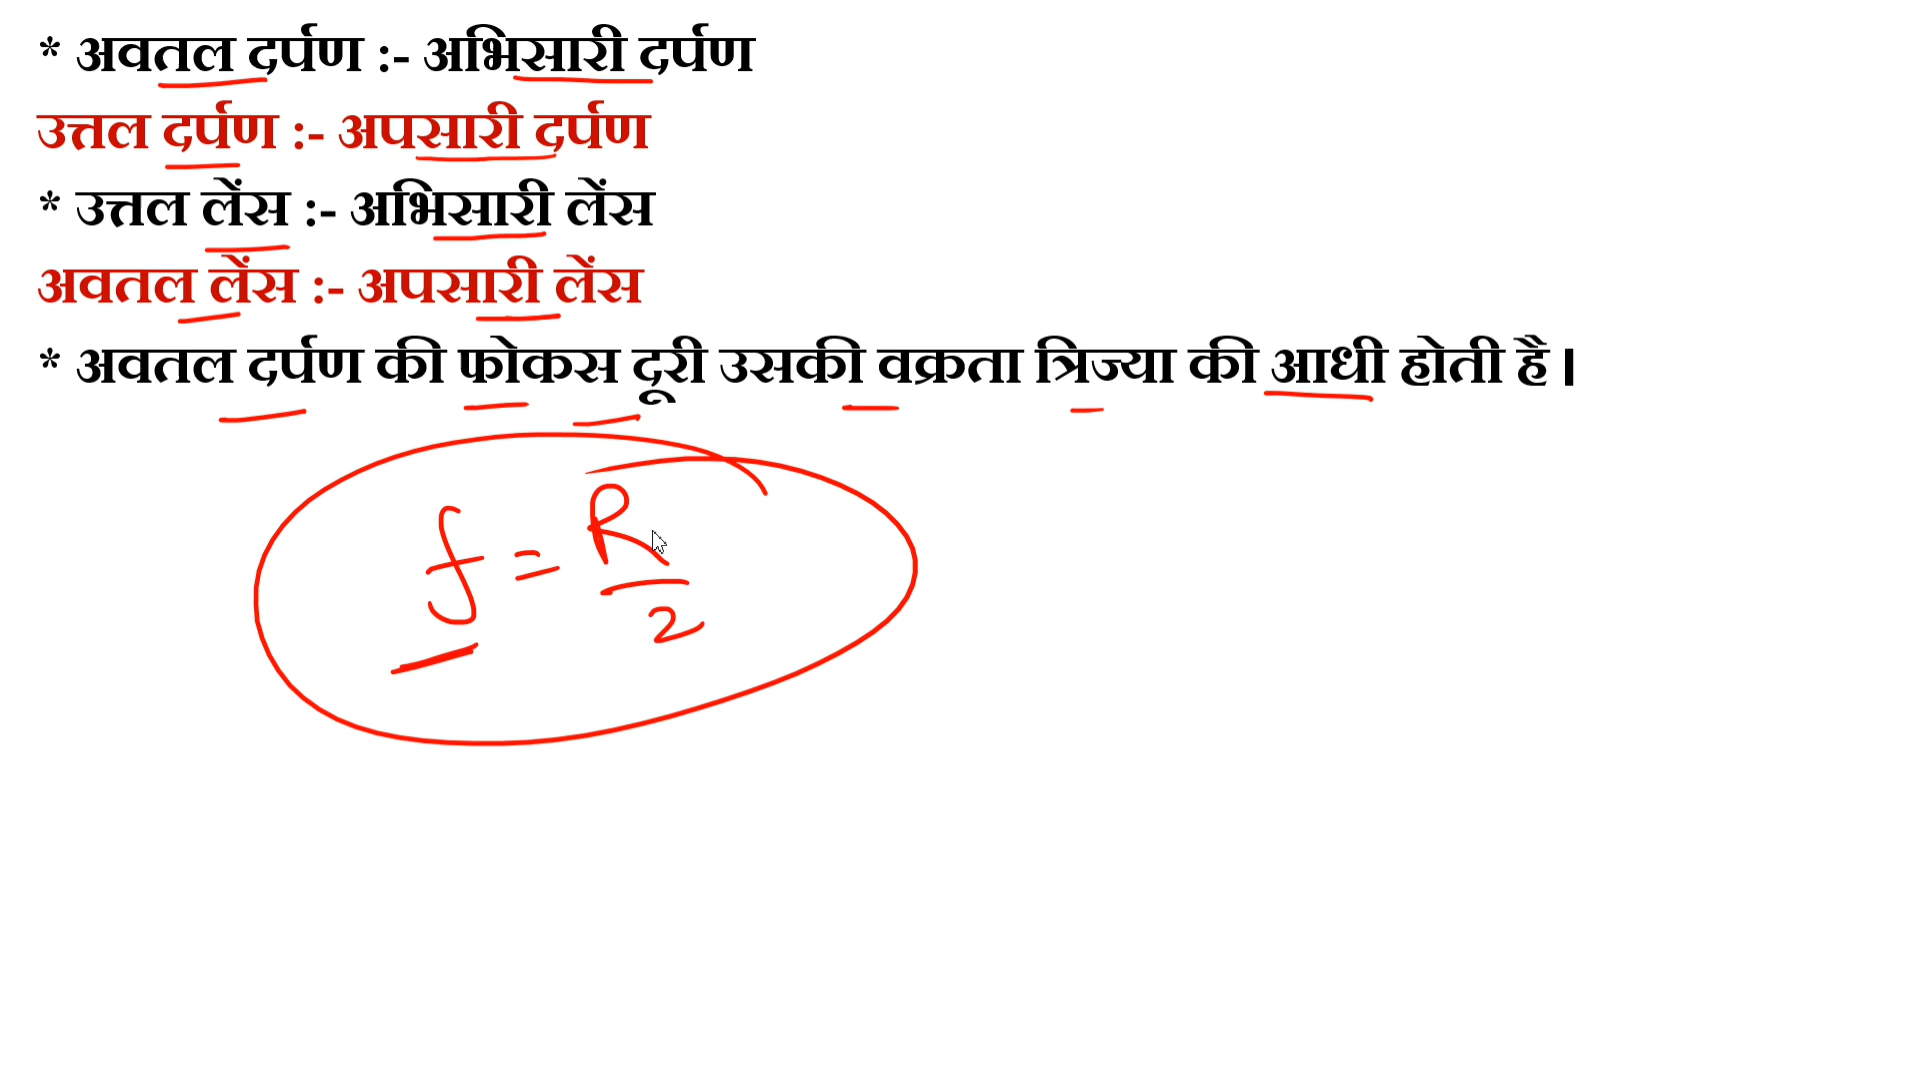 * अवतल दर्पण :- अभिसारी दर्पण
उत्तल दर्पण :- अपसारी दर्पण
* उत्तल लेंस :- अभिसारी लेंस
अवतल लेंस :- अपसारी लेंस
* अवतल दर्पण की फोकस दूरी उसकी वक्रता त्रिज्या की आधी होती है।
f = R/2